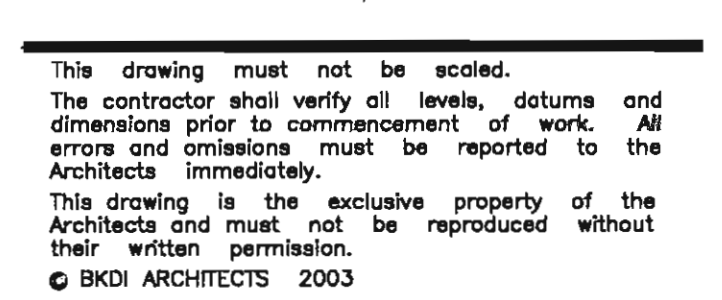 This drawing must not be scaled.
The contractor shall verify all levels, datums and
dimensions prior to commencement of work. All
errors and omissions must be reported to the
Architects immediately.
This drawing is the exclusive property of the
Architects and must not be reproduced without
their written permission.
© BKDI ARCHITECTS 2003